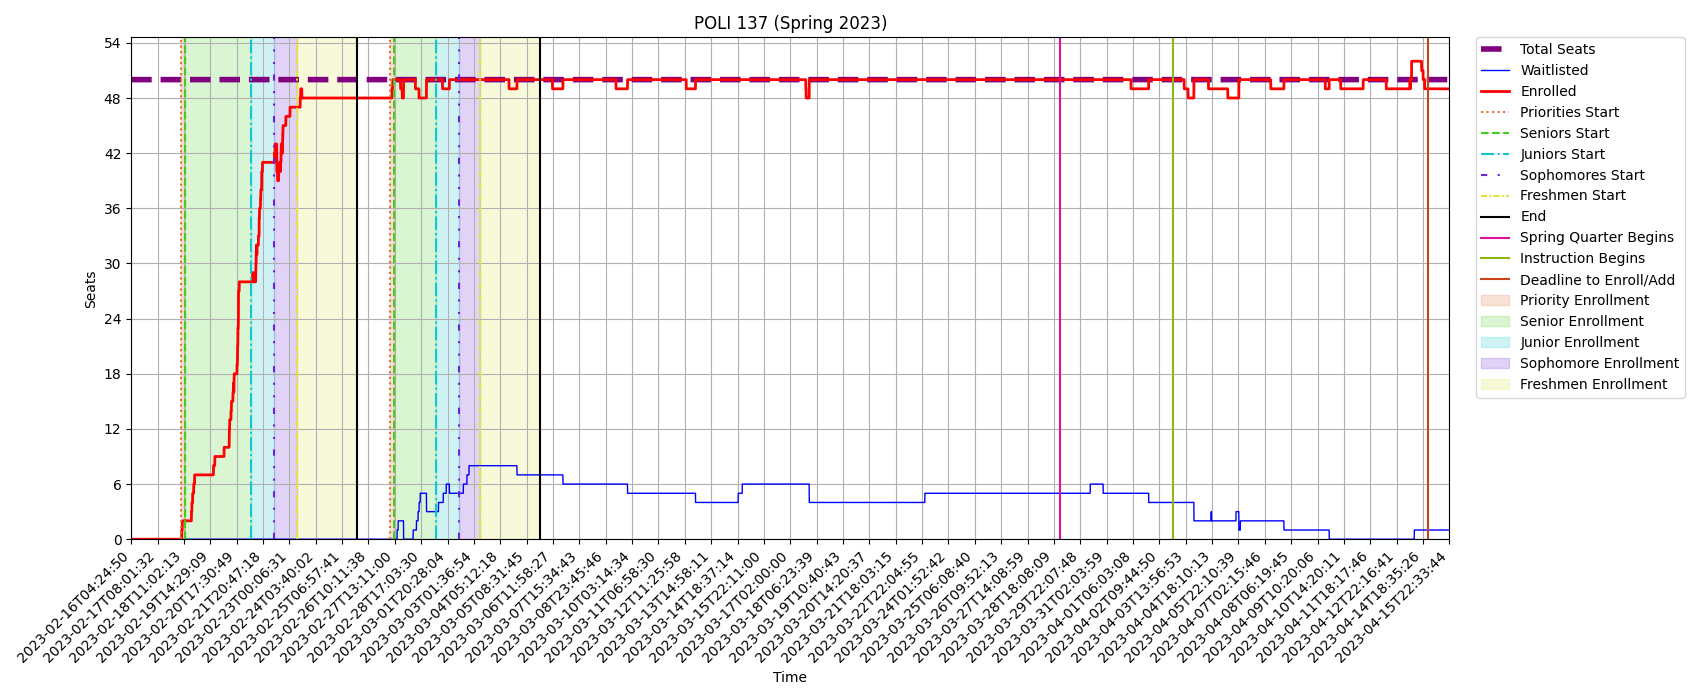 POLI 137 (Spring 2023)
54
48
42
36
30
24
18
12
6
0
Seats
2023-02-16T04:24:50
2023-02-17T08:01:32
2023-02-18T11:02:13
2023-02-19T14:29:09
2023-02-20T17:30:49
2023-02-21T20:47:18
2023-02-23T00:06:31
2023-02-24T03:40:02
2023-02-25T06:57:41
2023-02-26T10:11:38
2023-02-27T13:11:00
2023-02-28T17:03:30
2023-03-01T20:28:04
2023-03-04T01:36:54
2023-03-05T05:12:18
2023-03-05T08:31:45
2023-03-06T11:58:27
2023-03-07T15:34:43
2023-03-08T23:45:46
2023-03-10T03:14:34
2023-03-11T06:58:30
2023-03-12T11:25:58
2023-03-13T14:58:11
2023-03-14T18:37:14
2023-03-15T22:11:00
2023-03-17T02:00:00
2023-03-18T06:23:39
2023-03-19T10:40:43
2023-03-20T14:20:37
2023-03-21T18:03:15
2023-03-22T22:04:55
2023-03-24T01:52:42
2023-03-25T06:08:40
2023-03-26T09:52:13
2023-03-27T14:08:59
2023-03-28T18:08:09
2023-03-29T22:07:48
2023-03-31T02:03:59
2023-04-01T06:03:08
2023-04-02T09:44:50
2023-04-03T13:56:53
2023-04-04T18:10:13
2023-04-05T22:10:39
2023-04-07T02:15:46
2023-04-08T06:19:45
2023-04-09T10:20:06
2023-04-10T14:20:11
2023-04-11T18:17:46
2023-04-12T22:16:41
2023-04-14T18:35:26
2023-04-15T22:33:44
Time
Total Seats
Waitlisted
Enrolled
Priorities Start
Seniors Start
Juniors Start
Sophomores Start
Freshmen Start
End
Spring Quarter Begins
Instruction Begins
Deadline to Enroll/Add
Priority Enrollment
Senior Enrollment
Junior Enrollment
Sophomore Enrollment
Freshmen Enrollment